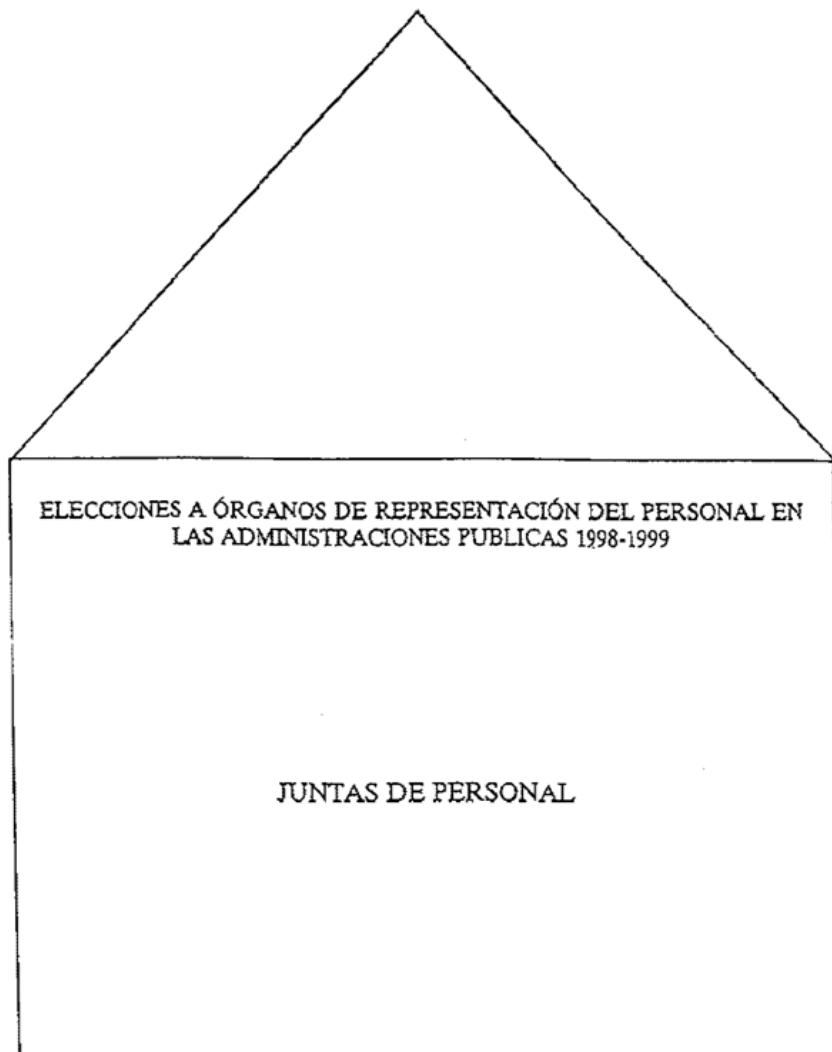 ELECCIONES A ÓRGANOS DE REPRESENTACIÓN DEL PERSONAL EN
LAS ADMINISTRACIONES PUBLICAS 1998-1999
JUNTAS DE PERSONAL